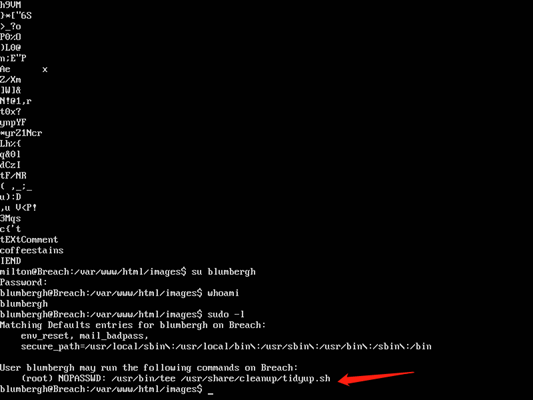 h9VM
}*["6S
>_?o
P0%O
)L0@
n;E"P
Ae      x
Z/Xm
]W]&
N!@1,r
t0x?
ynpYF
*yrZ1Ncr
Lh%{
q&0l
dCzI
tF/NR
( ,_;_
u):D
,u V<P!
3Mqs
c{'t
tEXtComment
coffeestains
IEND
milton@Breach:/var/www/html/images$ su blumbergh
Password:
blumbergh@Breach:/var/www/html/images$ whoami
blumbergh
blumbergh@Breach:/var/www/html/images$ sudo -l
Matching Defaults entries for blumbergh on Breach:
    env_reset, mail_badpass,
    secure_path=/usr/local/sbin\:/usr/local/bin\:/usr/sbin\:/usr/bin\:/sbin\:/bin

User blumbergh may run the following commands on Breach:
    (root) NOPASSWD: /usr/bin/tee /usr/share/cleanup/tidyup.sh
blumbergh@Breach:/var/www/html/images$ _